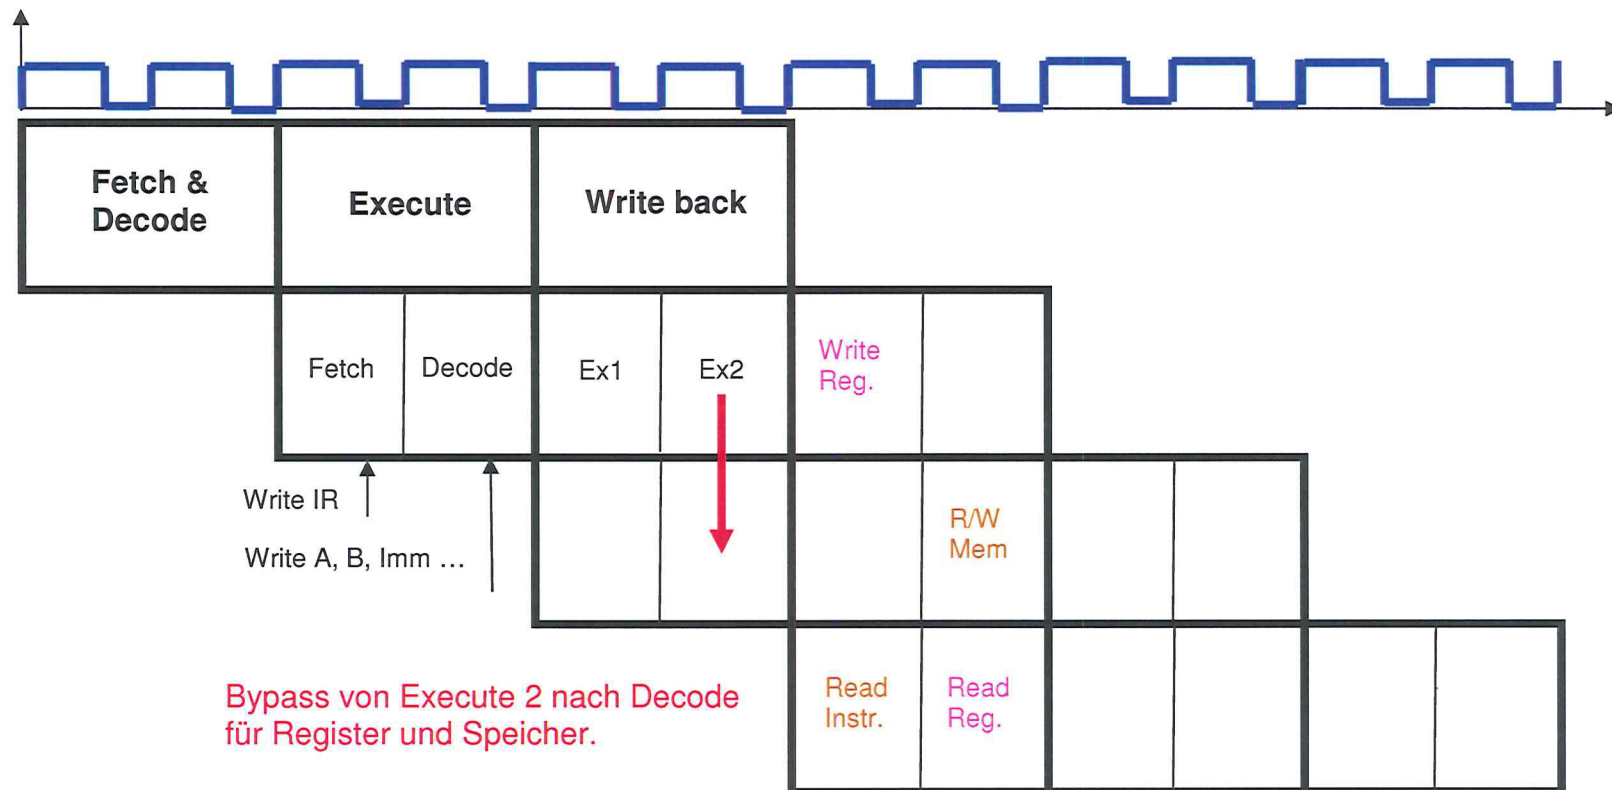 Fetch &
Decode
Execute
Write back
Fetch
Decode
Ex1
Ex2
Write
Reg.
Write IR
Write A, B, Imm ...
R/W
Mem
Bypass von Execute 2 nach Decode
für Register und Speicher.
Read
Instr.
Read
Reg.